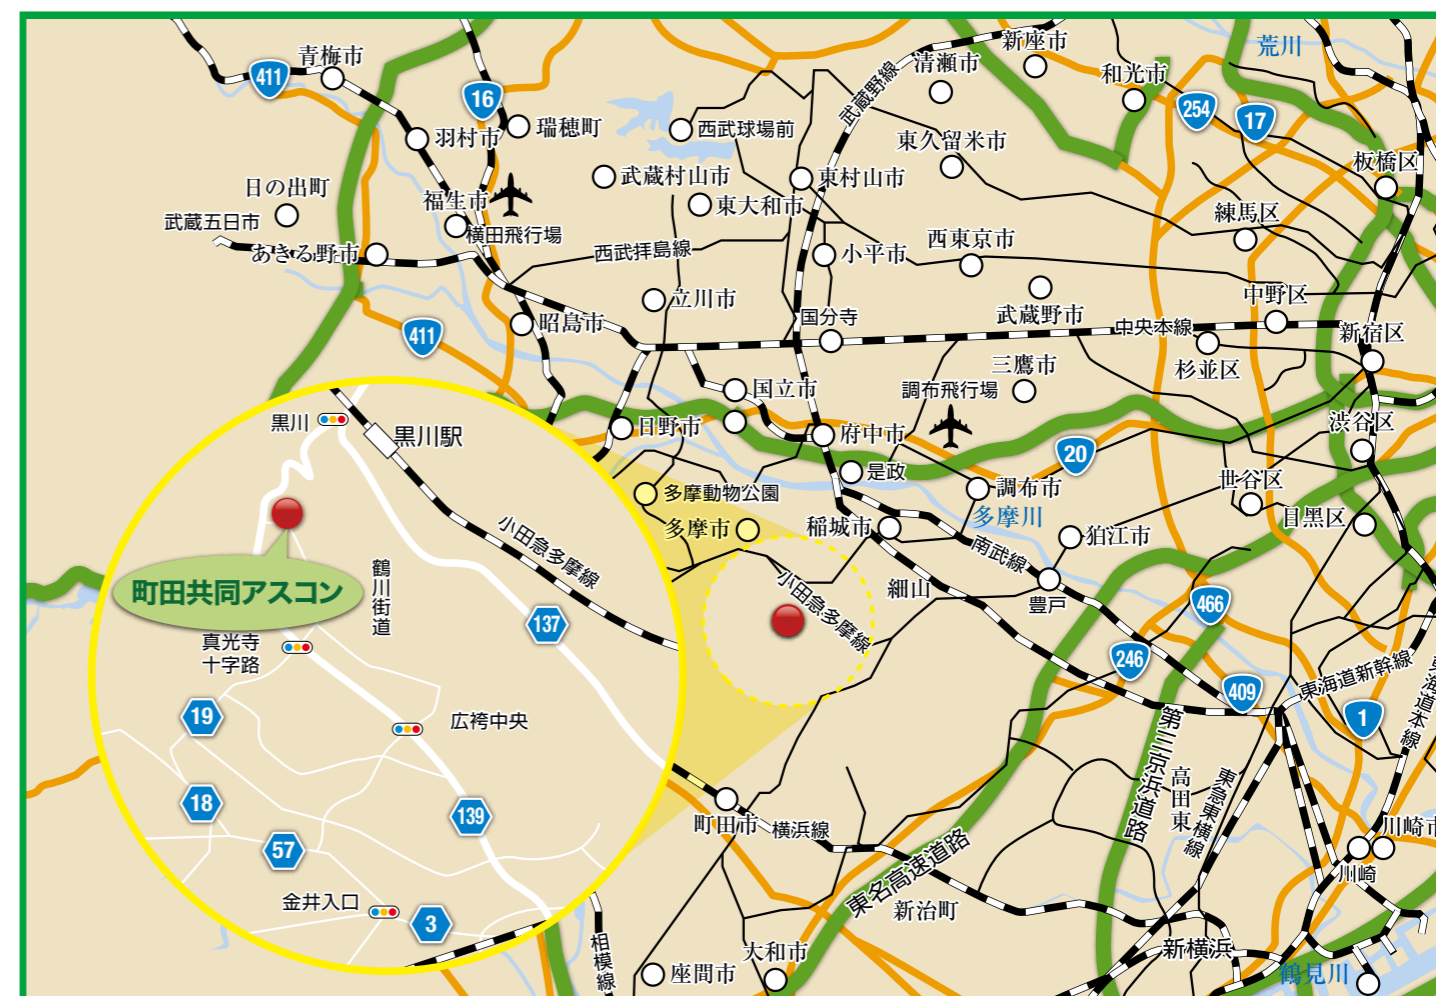 青梅市
新座市
清瀬市
荒川
和光市
411
16
瑞穂町
武蔵野線
254
17
羽村市
西武球場前
東久留米市
板橋区
日の出町
福生市
武蔵村山市
東村山市
東大和市
練馬区
武蔵五日市
横田飛行場
あきる野市
西武拝島線
小平市
西東京市
立川市
中野区
昭島市
国分寺
武蔵野市
中央本線
新宿区
411
三鷹市
杉並区
国立市
調布飛行場
黒川
黒川駅
日野市
府中市
渋谷区
20
是政
多摩動物公園
調布市
世谷区
目黒区
多摩市
稲城市
多摩川
狛江市
小田急多摩線
南武線
町田共同アスコン
鶴川街道
小田急多摩線
細山
豊戸
466
137
真光寺
十字路
246
409
東海道新幹線
東海道本線
1
19
広袴中央
第三京浜道路
高田東
東急東横線
18
139
町田市
横浜線
川崎市
57
東名高速道路
川崎
金井入口
3
新治町
相模線
座間市
大和市
新横浜
鶴見川